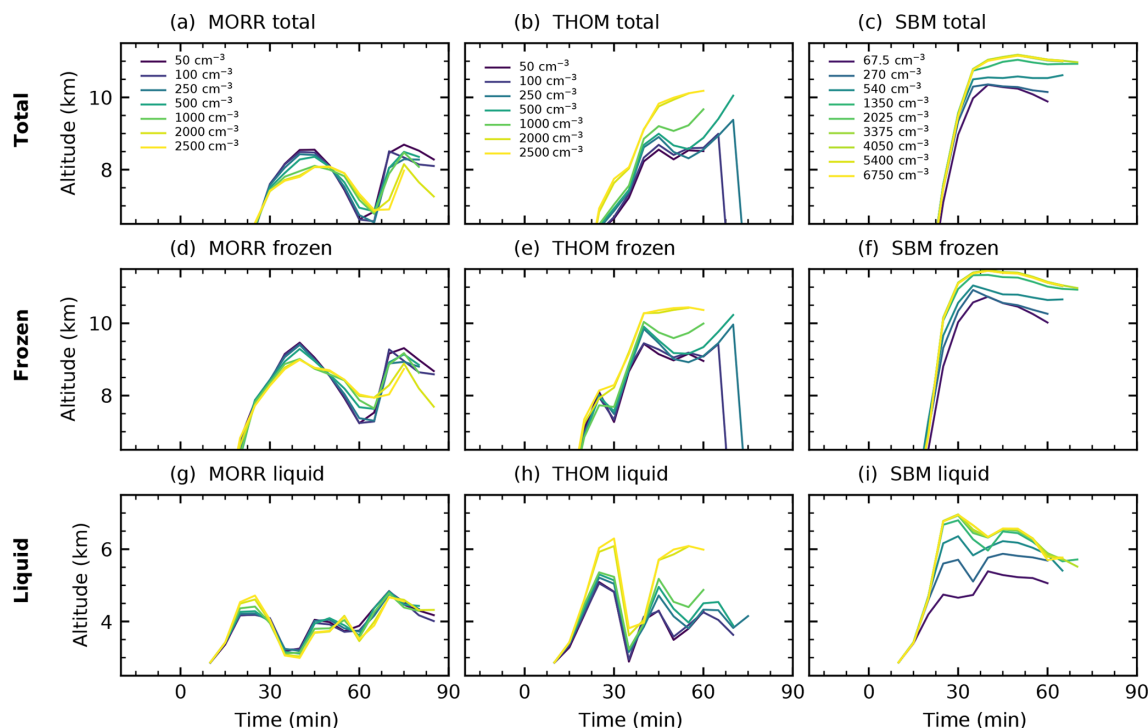 (a) MORR total
(b) THOM total
(c) SBM total
Total
Altitude (km)
10
8
50 cm⁻³
100 cm⁻³
250 cm⁻³
500 cm⁻³
1000 cm⁻³
2000 cm⁻³
2500 cm⁻³
50 cm⁻³
100 cm⁻³
250 cm⁻³
500 cm⁻³
1000 cm⁻³
2000 cm⁻³
2500 cm⁻³
67.5 cm⁻³
270 cm⁻³
540 cm⁻³
1350 cm⁻³
2025 cm⁻³
3375 cm⁻³
4050 cm⁻³
5400 cm⁻³
6750 cm⁻³
(d) MORR frozen
(e) THOM frozen
(f) SBM frozen
Frozen
Altitude (km)
10
8
(g) MORR liquid
(h) THOM liquid
(i) SBM liquid
Liquid
Altitude (km)
6
4
0 30 60 90
0 30 60 90
0 30 60 90
Time (min)
Time (min)
Time (min)